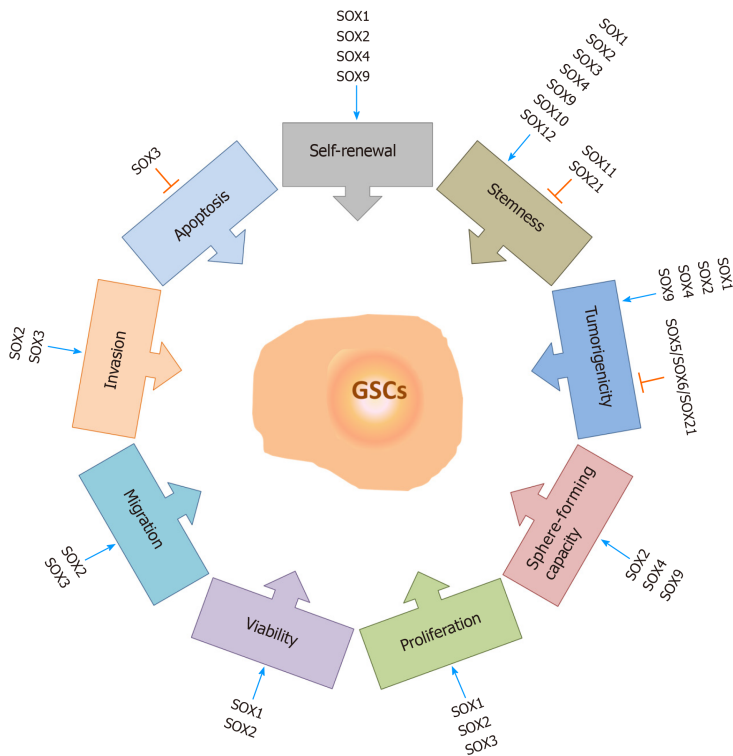 SOX1
SOX2
SOX4
SOX9
Self-renewal
SOX1
SOX2
SOX3
SOX4
SOX9
SOX10
SOX12
SOX11
SOX21
Stemness
SOX1
SOX2
SOX4
SOX9
SOX5/SOX6/SOX21
Tumorigenicity
Sphere-forming
capacity
SOX2
SOX4
SOX9
Proliferation
SOX1
SOX2
SOX3
Viability
SOX1
SOX2
Migration
SOX2
SOX3
Invasion
SOX2
SOX3
Apoptosis
SOX3
GSCs